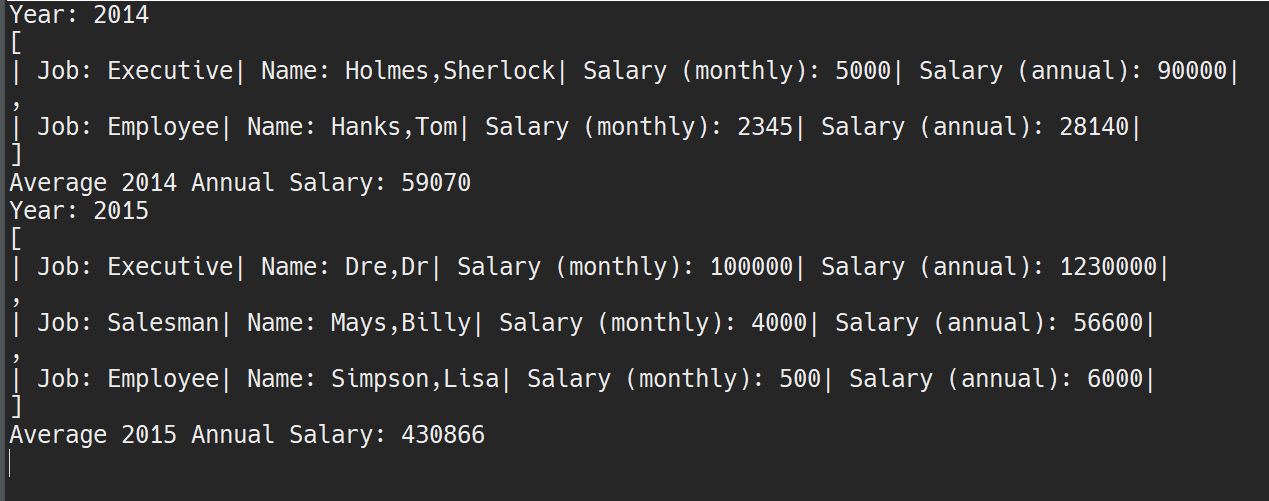 Year: 2014
[
| Job: Executive| Name: Holmes,Sherlock| Salary (monthly): 5000| Salary (annual): 90000|
,
| Job: Employee| Name: Hanks,Tom| Salary (monthly): 2345| Salary (annual): 28140|
]
Average 2014 Annual Salary: 59070
Year: 2015
[
| Job: Executive| Name: Dre,Dr| Salary (monthly): 100000| Salary (annual): 1230000|
,
| Job: Salesman| Name: Mays,Billy| Salary (monthly): 4000| Salary (annual): 56600|
,
| Job: Employee| Name: Simpson,Lisa| Salary (monthly): 500| Salary (annual): 6000|
]
Average 2015 Annual Salary: 430866